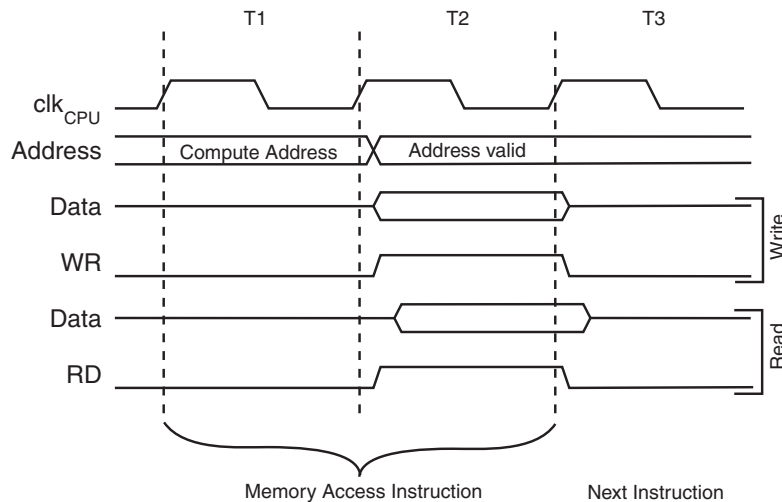 T1 T2 T3
clkCPU
Address Compute Address Address valid
Data
WR
Write
Data
RD
Read
Memory Access Instruction Next Instruction